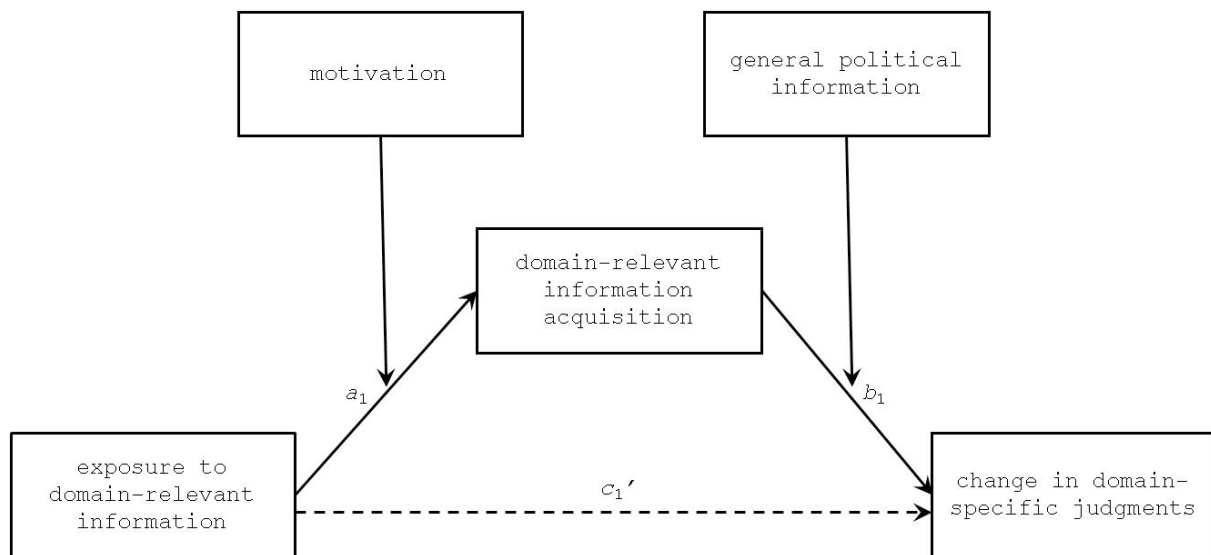 motivation
general political
information
domain-relevant
information
acquisition
a₁
b₁
exposure to
domain-relevant
information
c₁′
change in domain-
specific judgments